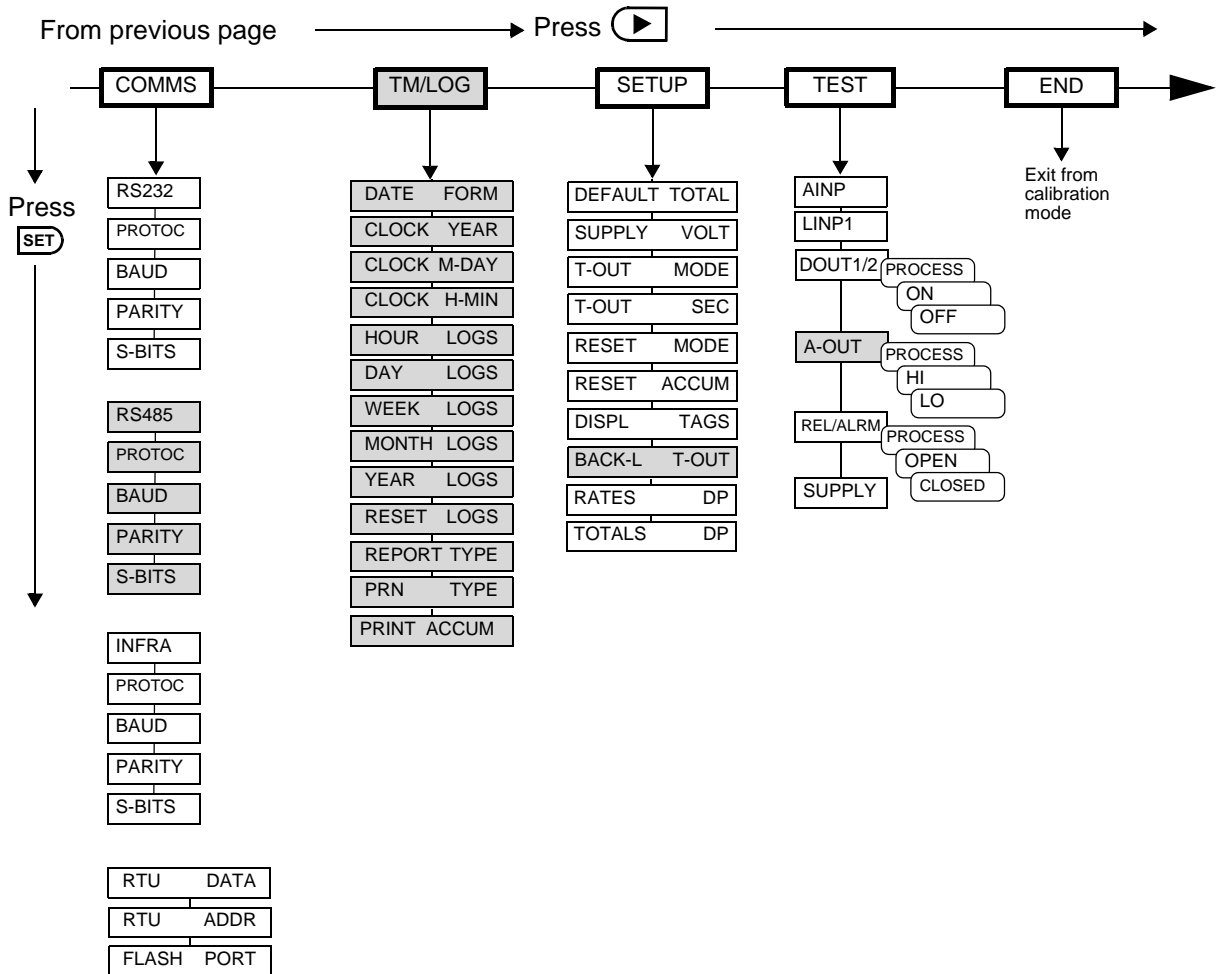 From previous page
Press
COMMS
TM/LOG
SETUP
TEST
END
Press
SET
RS232
PROTOC
BAUD
PARITY
S-BITS
RS485
PROTOC
BAUD
PARITY
S-BITS
INFRA
PROTOC
BAUD
PARITY
S-BITS
RTU DATA
RTU ADDR
FLASH PORT
DATE FORM
CLOCK YEAR
CLOCK M-DAY
CLOCK H-MIN
HOUR LOGS
DAY LOGS
WEEK LOGS
MONTH LOGS
YEAR LOGS
RESET LOGS
REPORT TYPE
PRN TYPE
PRINT ACCUM
DEFAULT TOTAL
SUPPLY VOLT
T-OUT MODE
T-OUT SEC
RESET MODE
RESET ACCUM
DISPL TAGS
BACK-L T-OUT
RATES DP
TOTALS DP
AINP
LINP1
DOUT1/2
PROCESS
ON
OFF
A-OUT
PROCESS
HI
LO
REL/ALRM
PROCESS
OPEN
CLOSED
SUPPLY
Exit from
calibration
mode